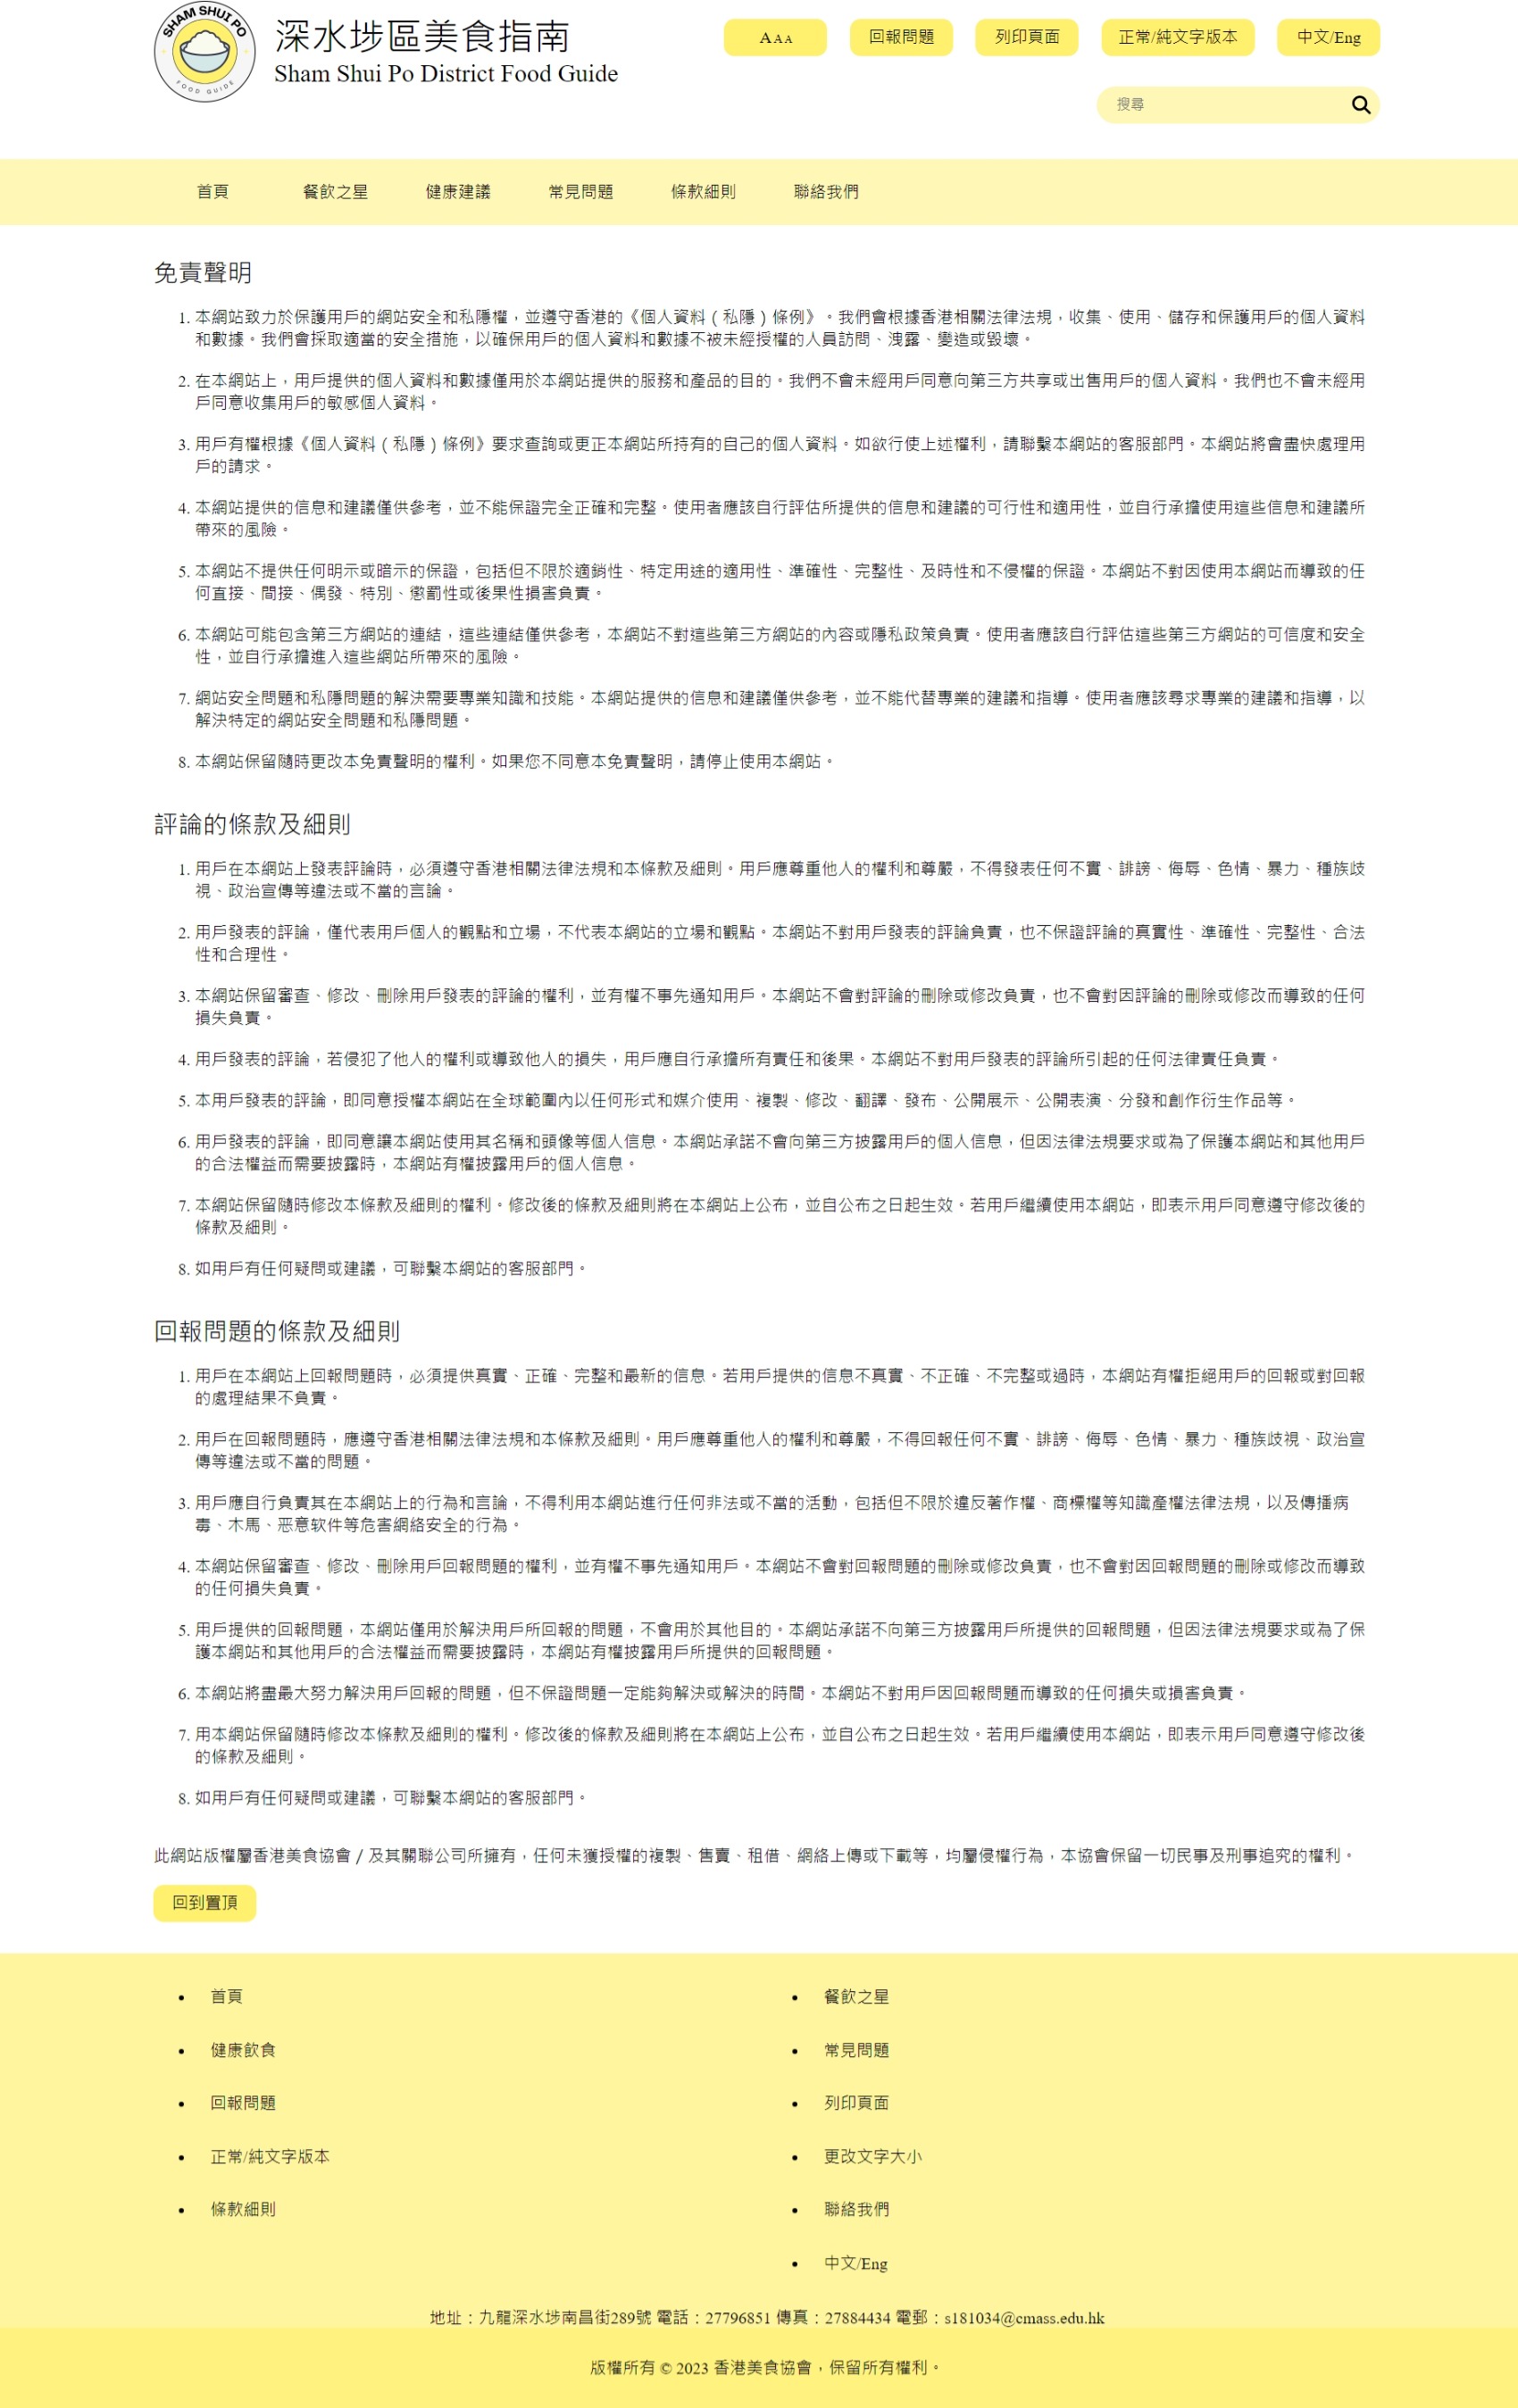 SHAM SHUI PO
FOOD GUIDE
深水埗區美食指南
Sham Shui Po District Food Guide
A A A
回報問題
列印頁面
正常/純文字版本
中文/Eng
搜尋
首頁
餐飲之星
健康建議
常見問題
條款細則
聯絡我們
免責聲明
1. 本網站致力於保護用戶的網站安全和私隱權，並遵守香港的《個人資料（私隱）條例》。我們會根據香港相關法律法規，收集、使用、儲存和保護用戶的個人資料
和數據。我們會採取適當的安全措施，以確保用戶的個人資料和數據不被未經授權的人員訪問、洩露、變造或毀壞。
2. 在本網站上，用戶提供的個人資料和數據僅用於本網站提供的服務和產品的目的。我們不會未經用戶同意向第三方共享或出售用戶的個人資料。我們也不會未經用
戶同意收集用戶的敏感個人資料。
3. 用戶有權根據《個人資料（私隱）條例》要求查詢或更正本網站所持有的自己的個人資料。如欲行使上述權利，請聯繫本網站的客服部門。本網站將會盡快處理用
戶的請求。
4. 本網站提供的信息和建議僅供參考，並不能保證完全正確和完整。使用者應該自行評估所提供的信息和建議的可行性和適用性，並自行承擔使用這些信息和建議所
帶來的風險。
5. 本網站不提供任何明示或暗示的保證，包括但不限於適銷性、特定用途的適用性、準確性、完整性、及時性和不侵權的保證。本網站不對因使用本網站而導致的任
何直接、間接、偶發、特別、懲罰性或後果性損害負責。
6. 本網站可能包含第三方網站的連結，這些連結僅供參考，本網站不對這些第三方網站的內容或隱私政策負責。使用者應該自行評估這些第三方網站的可信度和安全
性，並自行承擔進入這些網站所帶來的風險。
7. 網站安全問題和私隱問題的解決需要專業知識和技能。本網站提供的信息和建議僅供參考，並不能代替專業的建議和指導。使用者應該尋求專業的建議和指導，以
解決特定的網站安全問題和私隱問題。
8. 本網站保留隨時更改本免責聲明的權利。如果您不同意本免責聲明，請停止使用本網站。
評論的條款及細則
1. 用戶在本網站上發表評論時，必須遵守香港相關法律法規和本條款及細則。用戶應尊重他人的權利和尊嚴，不得發表任何不實、誹謗、侮辱、色情、暴力、種族歧
視、政治宣傳等違法或不當的言論。
2. 用戶發表的評論，僅代表用戶個人的觀點和立場，不代表本網站的立場和觀點。本網站不對用戶發表的評論負責，也不保證評論的真實性、準確性、完整性、合法
性和合理性。
3. 本網站保留審查、修改、刪除用戶發表的評論的權利，並有權不事先通知用戶。本網站不會對評論的刪除或修改負責，也不會對因評論的刪除或修改而導致的任何
損失負責。
4. 用戶發表的評論，若侵犯了他人的權利或導致他人的損失，用戶應自行承擔所有責任和後果。本網站不對用戶發表的評論所引起的任何法律責任負責。
5. 本用戶發表的評論，即同意授權本網站在全球範圍內以任何形式和媒介使用、複製、修改、翻譯、發布、公開展示、公開表演、分發和創作衍生作品等。
6. 用戶發表的評論，即同意讓本網站使用其名稱和頭像等個人信息。本網站承諾不會向第三方披露用戶的個人信息，但因法律法規要求或為了保護本網站和其他用戶
的合法權益而需要披露時，本網站有權披露用戶的個人信息。
7. 本網站保留隨時修改本條款及細則的權利。修改後的條款及細則將在本網站上公布，並自公布之日起生效。若用戶繼續使用本網站，即表示用戶同意遵守修改後的
條款及細則。
8. 如用戶有任何疑問或建議，可聯繫本網站的客服部門。
回報問題的條款及細則
1. 用戶在本網站上回報問題時，必須提供真實、正確、完整和最新的信息。若用戶提供的信息不真實、不正確、不完整或過時，本網站有權拒絕用戶的回報或對回報
的處理結果不負責。
2. 用戶在回報問題時，應遵守香港相關法律法規和本條款及細則。用戶應尊重他人的權利和尊嚴，不得回報任何不實、誹謗、侮辱、色情、暴力、種族歧視、政治宣
傳等違法或不當的問題。
3. 用戶應自行負責其在本網站上的行為和言論，不得利用本網站進行任何非法或不當的活動，包括但不限於違反著作權、商標權等知識產權法律法規，以及傳播病
毒、木馬、恶意软件等危害網絡安全的行為。
4. 本網站保留審查、修改、刪除用戶回報問題的權利，並有權不事先通知用戶。本網站不會對回報問題的刪除或修改負責，也不會對因回報問題的刪除或修改而導致
的任何損失負責。
5. 用戶提供的回報問題，本網站僅用於解決用戶所回報的問題，不會用於其他目的。本網站承諾不向第三方披露用戶所提供的回報問題，但因法律法規要求或為了保
護本網站和其他用戶的合法權益而需要披露時，本網站有權披露用戶所提供的回報問題。
6. 本網站將盡最大努力解決用戶回報的問題，但不保證問題一定能夠解決或解決的時間。本網站不對用戶因回報問題而導致的任何損失或損害負責。
7. 用本網站保留隨時修改本條款及細則的權利。修改後的條款及細則將在本網站上公布，並自公布之日起生效。若用戶繼續使用本網站，即表示用戶同意遵守修改後
的條款及細則。
8. 如用戶有任何疑問或建議，可聯繫本網站的客服部門。
此網站版權屬香港美食協會／及其關聯公司所擁有，任何未獲授權的複製、售賣、租借、網絡上傳或下載等，均屬侵權行為，本協會保留一切民事及刑事追究的權利。
回到置頂
首頁
餐飲之星
健康飲食
常見問題
回報問題
列印頁面
正常/純文字版本
更改文字大小
條款細則
聯絡我們
中文/Eng
地址：九龍深水埗南昌街289號 電話：27796851 傳真：27884434 電郵：s181034@cmass.edu.hk
版權所有 © 2023 香港美食協會，保留所有權利。